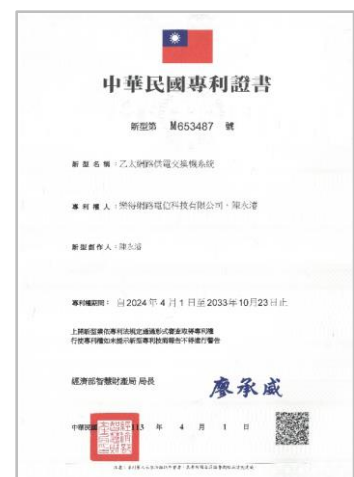 中華民國專利證書
新型第 M653487 號
新型名稱：乙太網路供電交換機系統
專利權人：樂得網路電信科技有限公司、陳永濬
新型創作人：陳永濬
專利權期間：自2024年4月1日至2033年10月23日止
上開新型業依專利法規定通過形式審查取得專利權
行使專利權如未提示新型專利技術報告不得進行警告
經濟部智慧財產局 局長
廖承威
中華民國 113 年 4 月 1 日